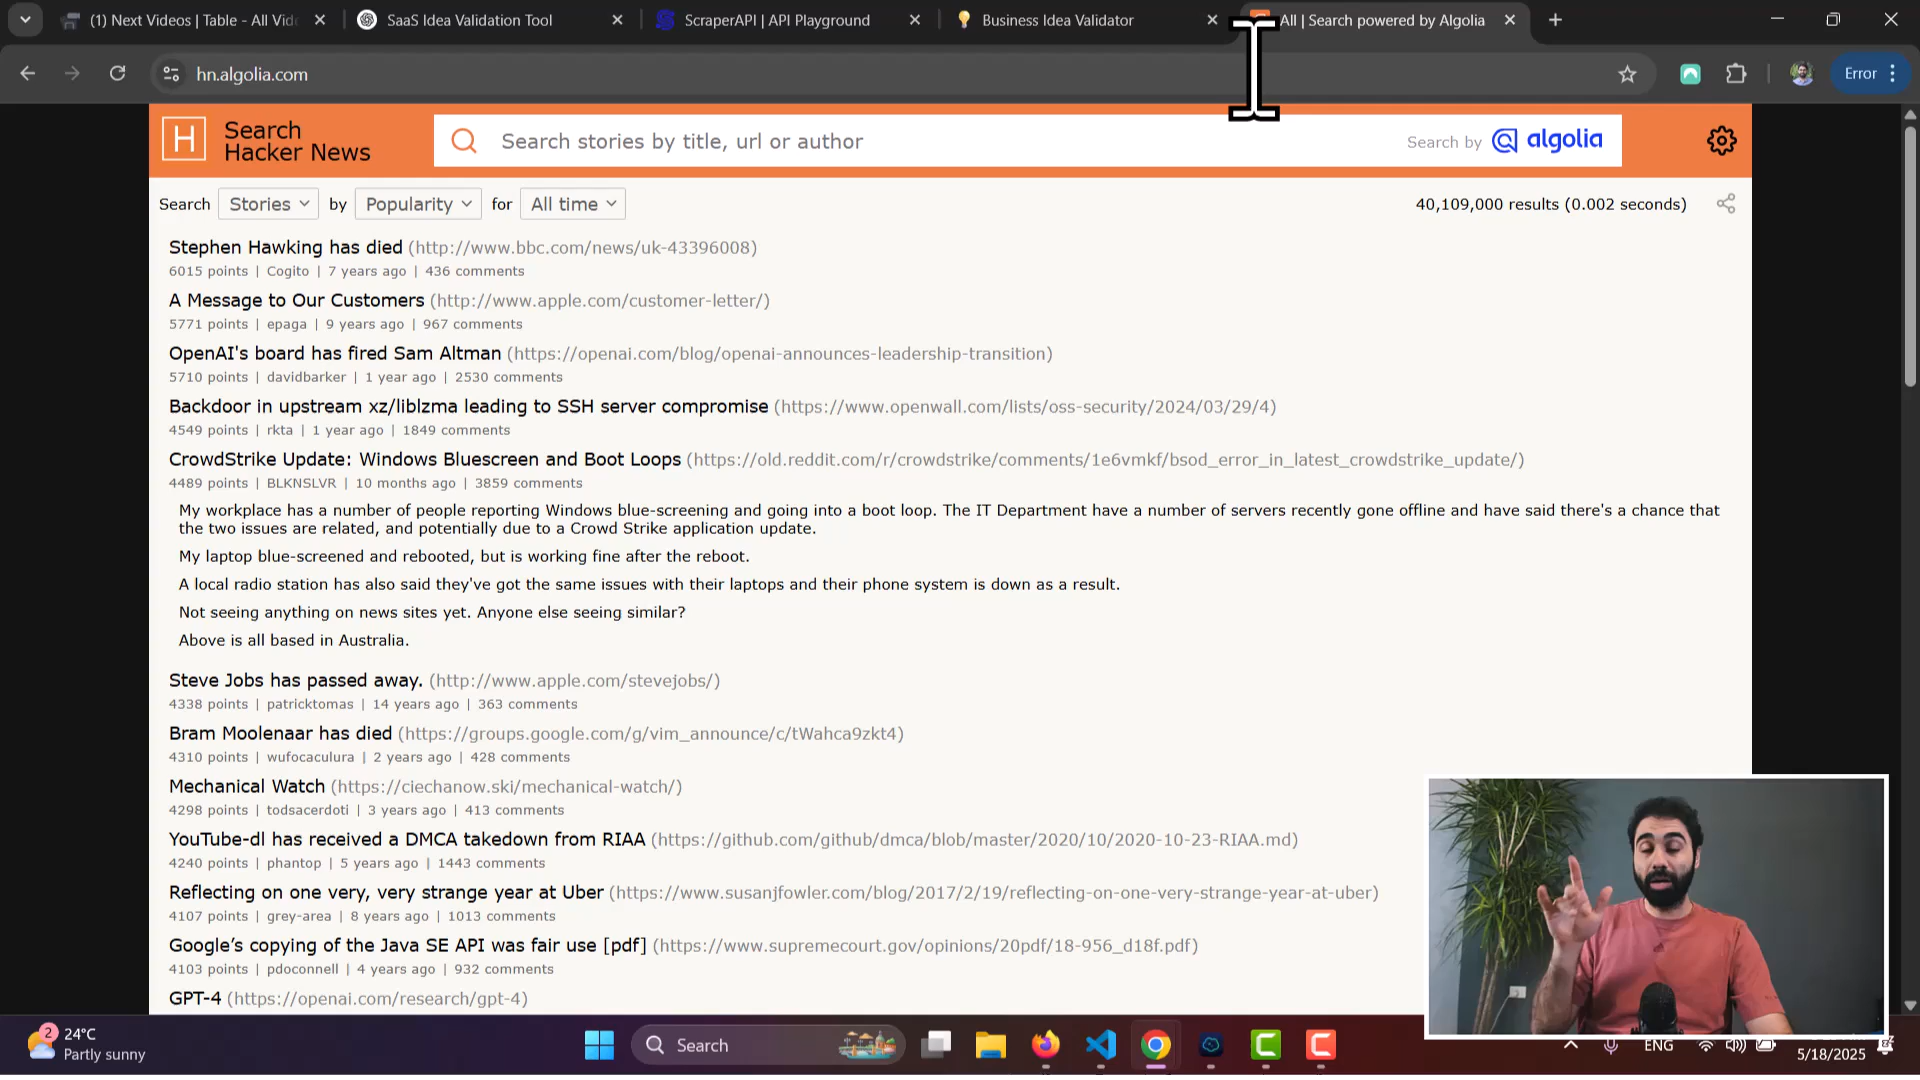 (1) Next Videos | Table - All Vid
SaaS Idea Validation Tool
ScraperAPI | API Playground
Business Idea Validator
All | Search powered by Algolia
hn.algolia.com
Error
H
Search
Hacker News
Search stories by title, url or author
Search by algolia
Search Stories by Popularity for All time
40,109,000 results (0.002 seconds)
Stephen Hawking has died (http://www.bbc.com/news/uk-43396008)
6015 points | Cogito | 7 years ago | 436 comments
A Message to Our Customers (http://www.apple.com/customer-letter/)
5771 points | epaga | 9 years ago | 967 comments
OpenAI's board has fired Sam Altman (https://openai.com/blog/openai-announces-leadership-transition)
5710 points | davidbarker | 1 year ago | 2530 comments
Backdoor in upstream xz/liblzma leading to SSH server compromise (https://www.openwall.com/lists/oss-security/2024/03/29/4)
4549 points | rkta | 1 year ago | 1849 comments
CrowdStrike Update: Windows Bluescreen and Boot Loops (https://old.reddit.com/r/crowdstrike/comments/1e6vmkf/bsod_error_in_latest_crowdstrike_update/)
4489 points | BLKNSLVR | 10 months ago | 3859 comments
My workplace has a number of people reporting Windows blue-screening and going into a boot loop. The IT Department have a number of servers recently gone offline and have said there's a chance that
the two issues are related, and potentially due to a Crowd Strike application update.
My laptop blue-screened and rebooted, but is working fine after the reboot.
A local radio station has also said they've got the same issues with their laptops and their phone system is down as a result.
Not seeing anything on news sites yet. Anyone else seeing similar?
Above is all based in Australia.
Steve Jobs has passed away. (http://www.apple.com/stevejobs/)
4338 points | patricktomas | 14 years ago | 363 comments
Bram Moolenaar has died (https://groups.google.com/g/vim_announce/c/tWahca9zkt4)
4310 points | wufocaculura | 2 years ago | 428 comments
Mechanical Watch (https://ciechanow.ski/mechanical-watch/)
4298 points | todsacerdoti | 3 years ago | 413 comments
YouTube-dl has received a DMCA takedown from RIAA (https://github.com/github/dmca/blob/master/2020/10/2020-10-23-RIAA.md)
4240 points | phantop | 5 years ago | 1443 comments
Reflecting on one very, very strange year at Uber (https://www.susanjfowler.com/blog/2017/2/19/reflecting-on-one-very-strange-year-at-uber)
4107 points | grey-area | 8 years ago | 1013 comments
Google’s copying of the Java SE API was fair use [pdf] (https://www.supremecourt.gov/opinions/20pdf/18-956_d18f.pdf)
4103 points | pdoconnell | 4 years ago | 932 comments
GPT-4 (https://openai.com/research/gpt-4)
2
24°C
Partly sunny
Search
ENG
5/18/2025